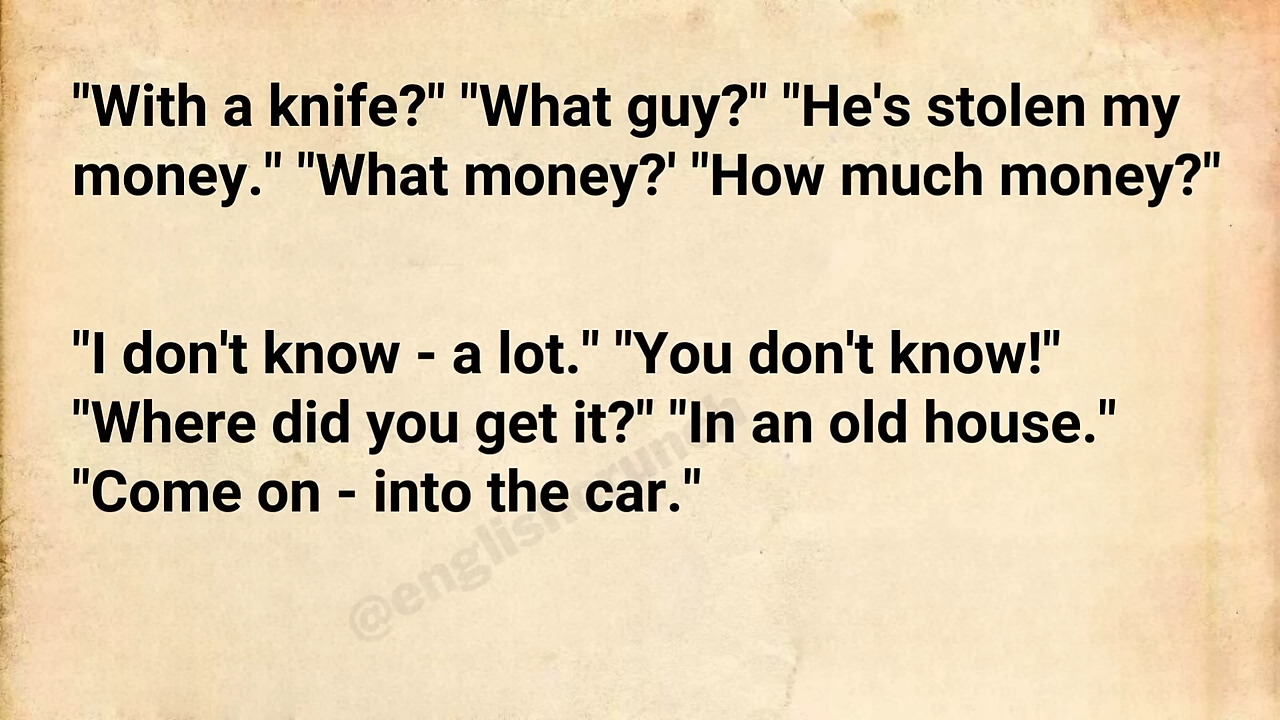 "With a knife?" "What guy?" "He's stolen my
money." "What money?' "How much money?"
"I don't know - a lot." "You don't know!"
"Where did you get it?" "In an old house."
"Come on - into the car."